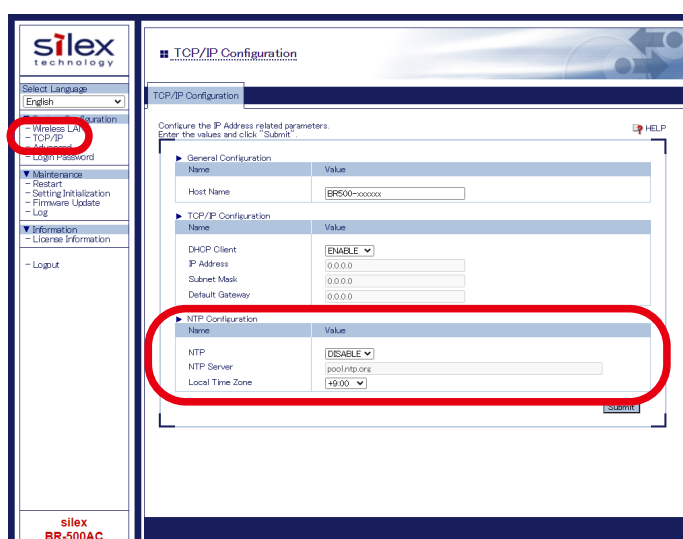 silex
technology
Select Language
English
- Wireless LAN
- TCP/IP
- Advanced
- Login Password
▼ Maintenance
- Restart
- Setting Initialization
- Firmware Update
- Log
▼ Information
- License Information
- Logout
silex
BR-500AC
TCP/IP Configuration
TCP/IP Configuration
Configure the IP Address related parameters.
Enter the values and click "Submit".
HELP
▶ General Configuration
Name Value
Host Name BR500-xxxxxx
▶ TCP/IP Configuration
Name Value
DHCP Client ENABLE
IP Address 0.0.0.0
Subnet Mask 0.0.0.0
Default Gateway 0.0.0.0
▶ NTP Configuration
Name Value
NTP DISABLE
NTP Server pool.ntp.org
Local Time Zone +9:00
Submit